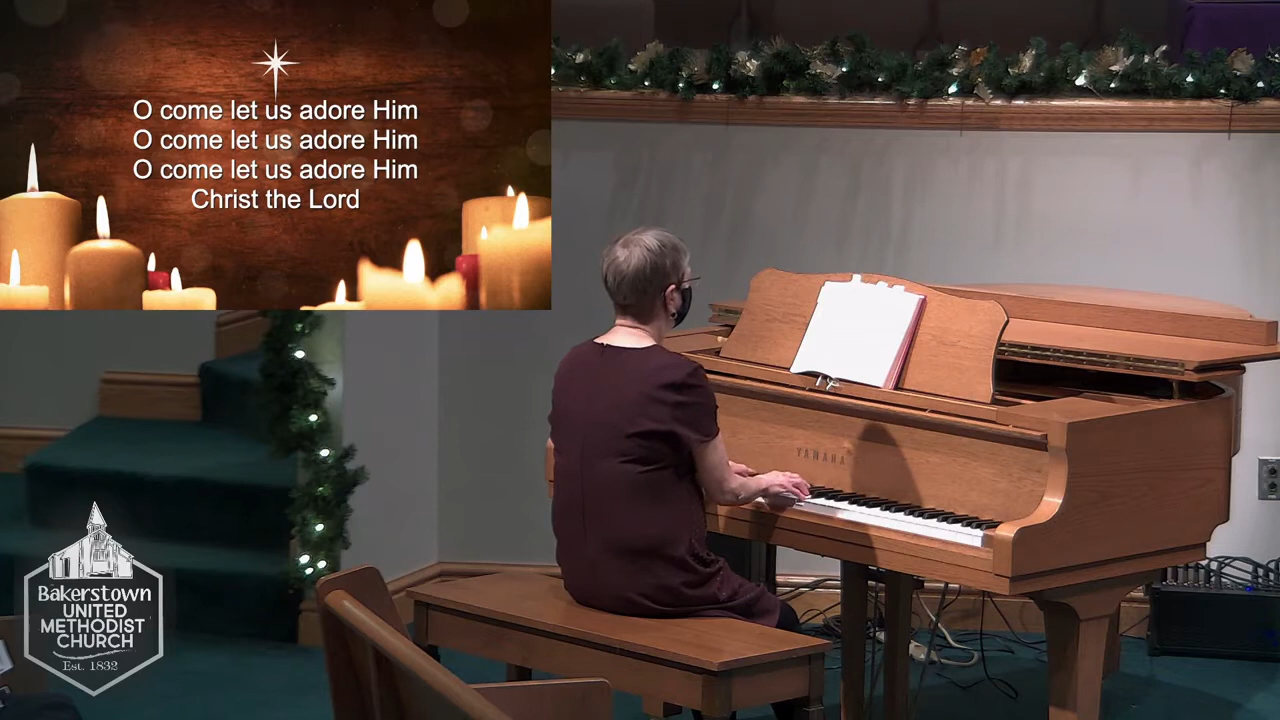 O come let us adore Him
O come let us adore Him
O come let us adore Him
Christ the Lord
YAMAHA
Bakerstown
UNITED
METHODIST
CHURCH
Est. 1832